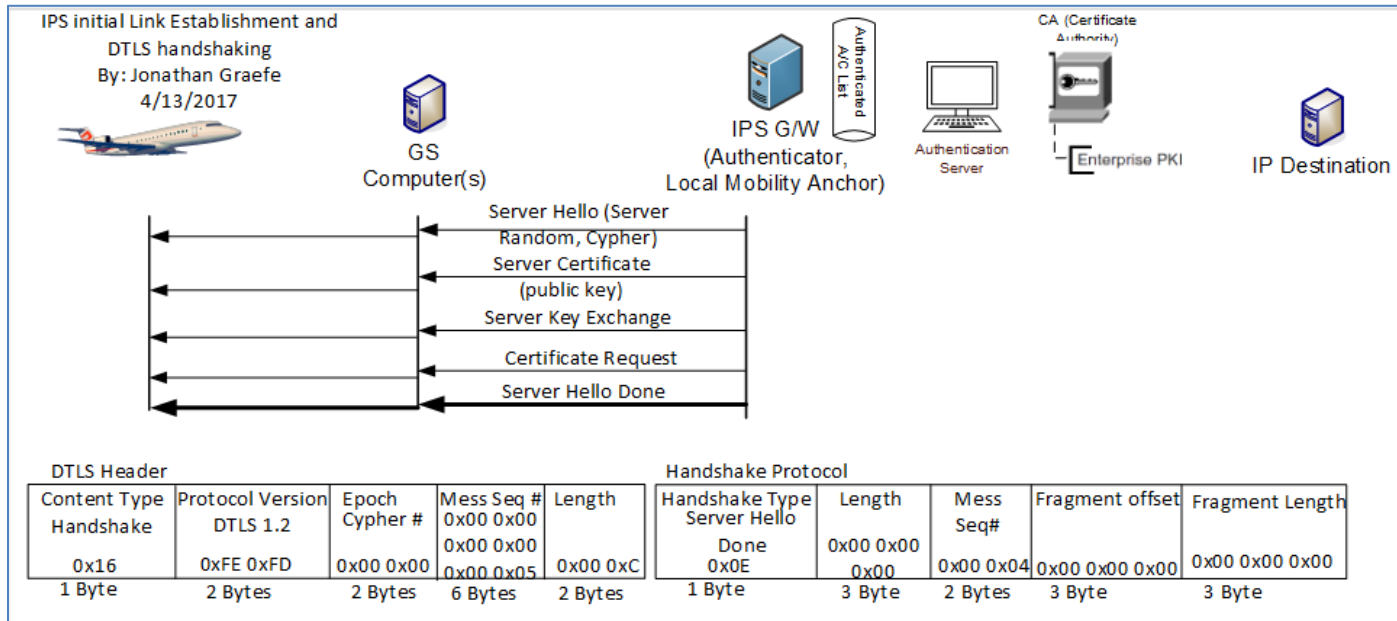 IPS initial Link Establishment and
DTLS handshaking
By: Jonathan Graefe
4/13/2017
GS
Computer(s)
Authenticated
A/C List
IPS G/W
(Authenticator,
Local Mobility Anchor)
Authentication
Server
CA (Certificate
Authority)
Enterprise PKI
IP Destination
Server Hello (Server
Random, Cypher)
Server Certificate
(public key)
Server Key Exchange
Certificate Request
Server Hello Done
DTLS Header
Content Type
Handshake
0x16
1 Byte
Protocol Version
DTLS 1.2
0xFE 0xFD
2 Bytes
Epoch
Cypher #
0x00 0x00
2 Bytes
Mess Seq #
0x00 0x00
0x00 0x00
0x00 0x05
6 Bytes
Length
0x00 0xC
2 Bytes
Handshake Protocol
Handshake Type
Server Hello
Done
0x0E
1 Byte
Length
0x00 0x00
0x00
3 Byte
Mess
Seq#
0x00 0x04
2 Bytes
Fragment offset
0x00 0x00 0x00
3 Byte
Fragment Length
0x00 0x00 0x00
3 Byte